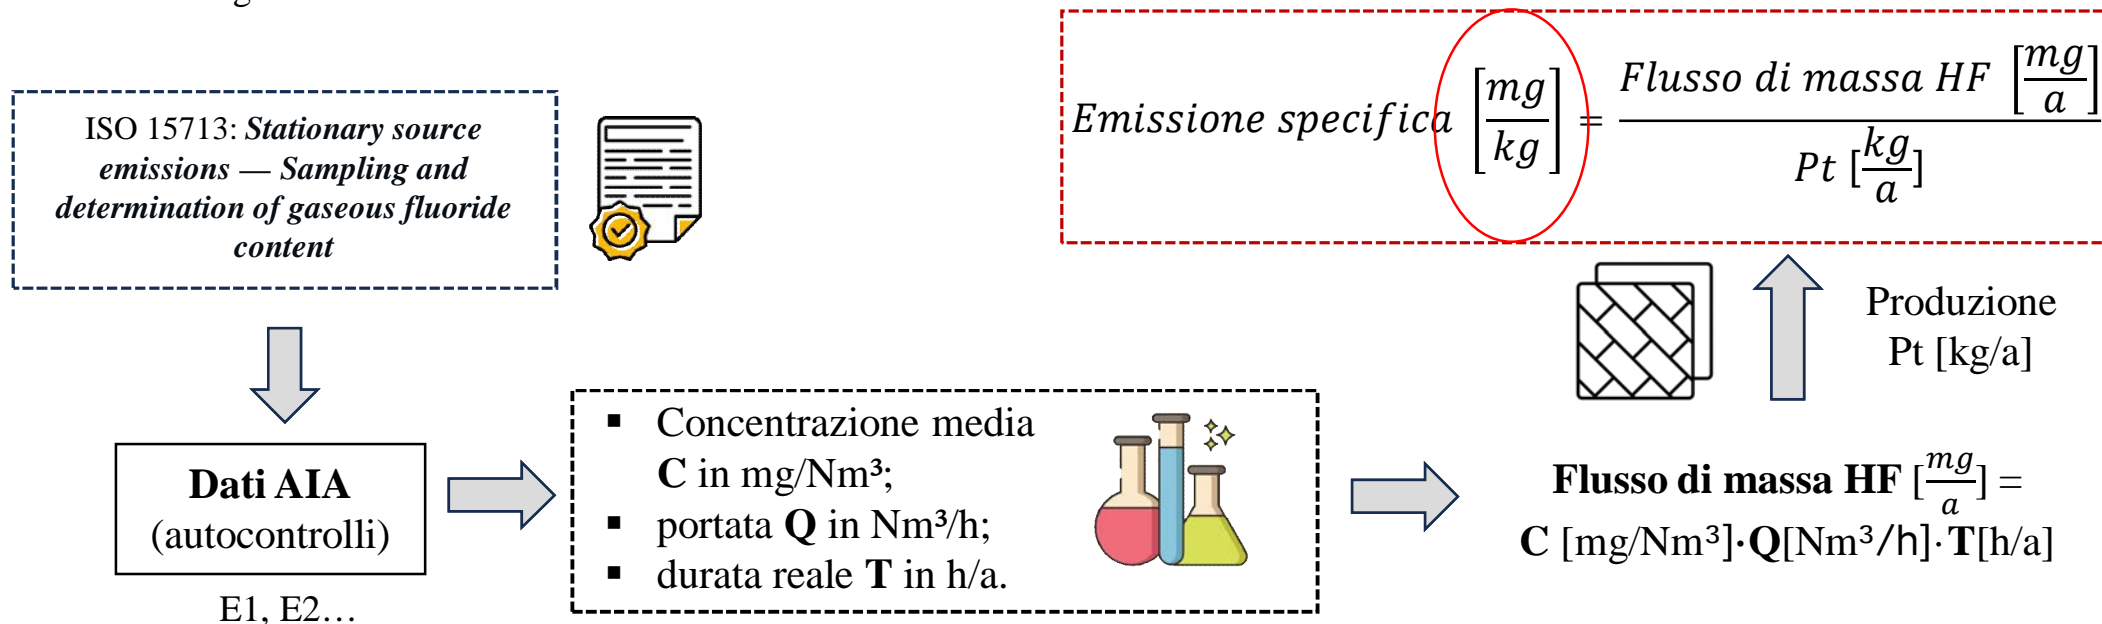 ISO 15713: Stationary source
emissions — Sampling and
determination of gaseous fluoride
content
Dati AIA
(autocontrolli)
E1, E2…
▪ Concentrazione media
C in mg/Nm³;
▪ portata Q in Nm³/h;
▪ durata reale T in h/a.
Flusso di massa HF [mg/a] =
C [mg/Nm³]·Q[Nm³/h]·T[h/a]
Produzione
Pt [kg/a]
Emissione specifica [mg/kg] = Flusso di massa HF [mg/a] / Pt [kg/a]